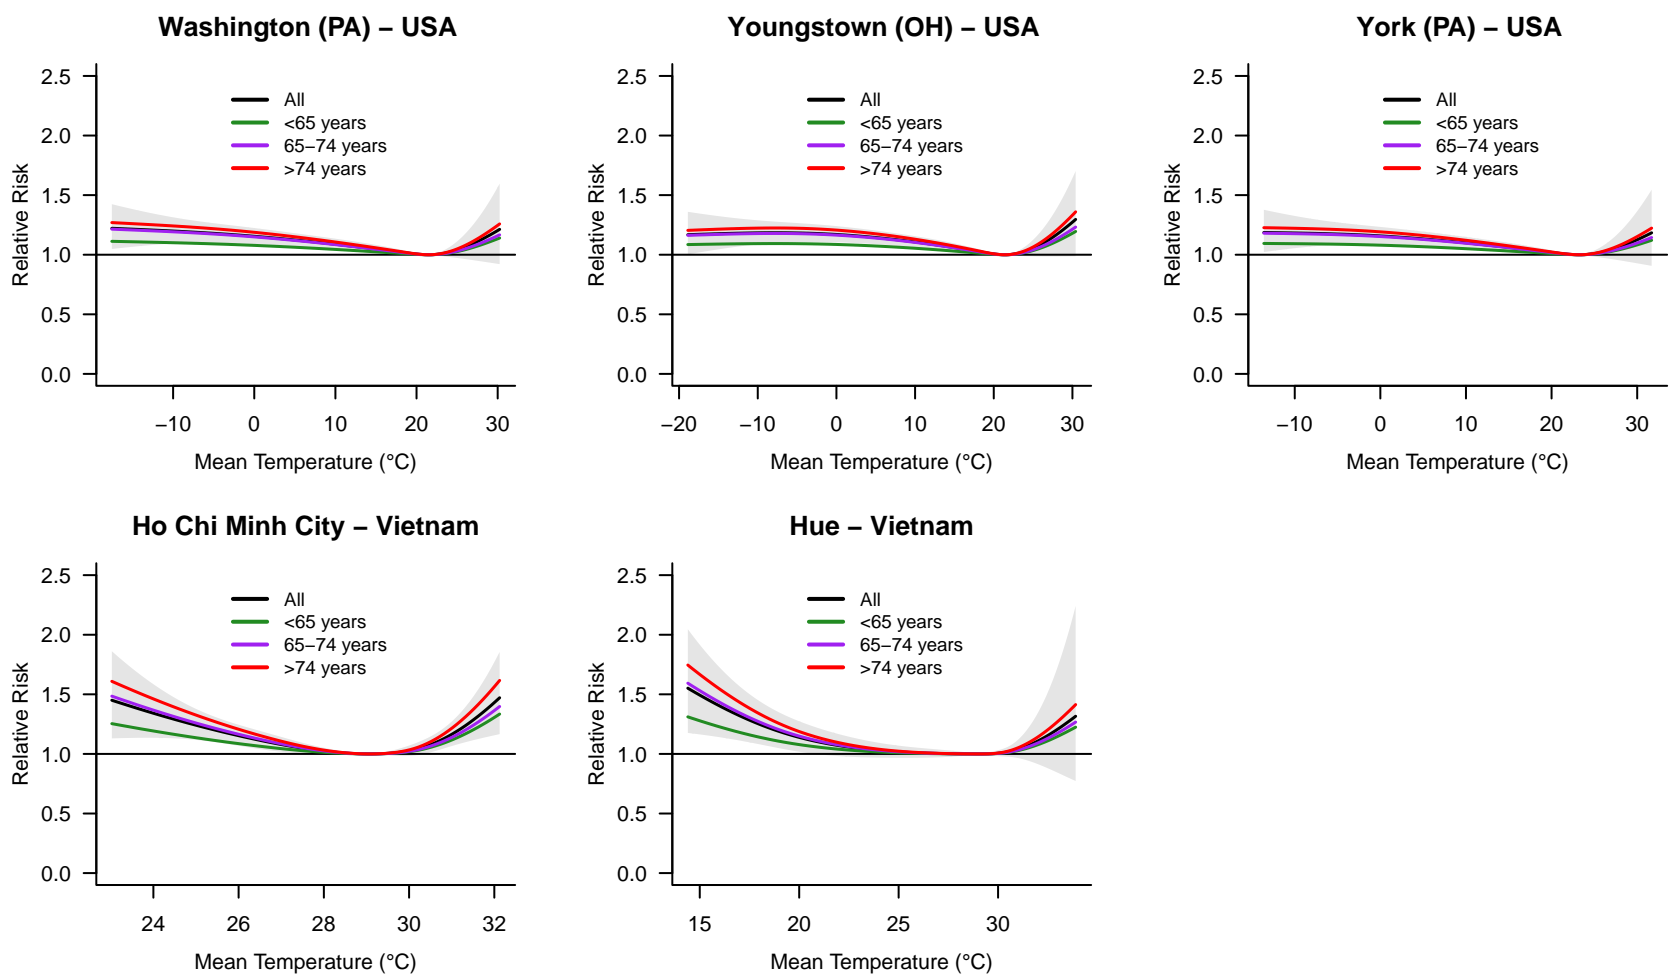 Washington (PA) – USA
Relative Risk
2.5
2.0
1.5
1.0
0.5
0.0
All
<65 years
65–74 years
>74 years
−10
0
10
20
30
Mean Temperature (°C)
Youngstown (OH) – USA
Relative Risk
2.5
2.0
1.5
1.0
0.5
0.0
All
<65 years
65–74 years
>74 years
−20
−10
0
10
20
30
Mean Temperature (°C)
York (PA) – USA
Relative Risk
2.5
2.0
1.5
1.0
0.5
0.0
All
<65 years
65–74 years
>74 years
−10
0
10
20
30
Mean Temperature (°C)
Ho Chi Minh City – Vietnam
Relative Risk
2.5
2.0
1.5
1.0
0.5
0.0
All
<65 years
65–74 years
>74 years
24
26
28
30
32
Mean Temperature (°C)
Hue – Vietnam
Relative Risk
2.5
2.0
1.5
1.0
0.5
0.0
All
<65 years
65–74 years
>74 years
15
20
25
30
Mean Temperature (°C)